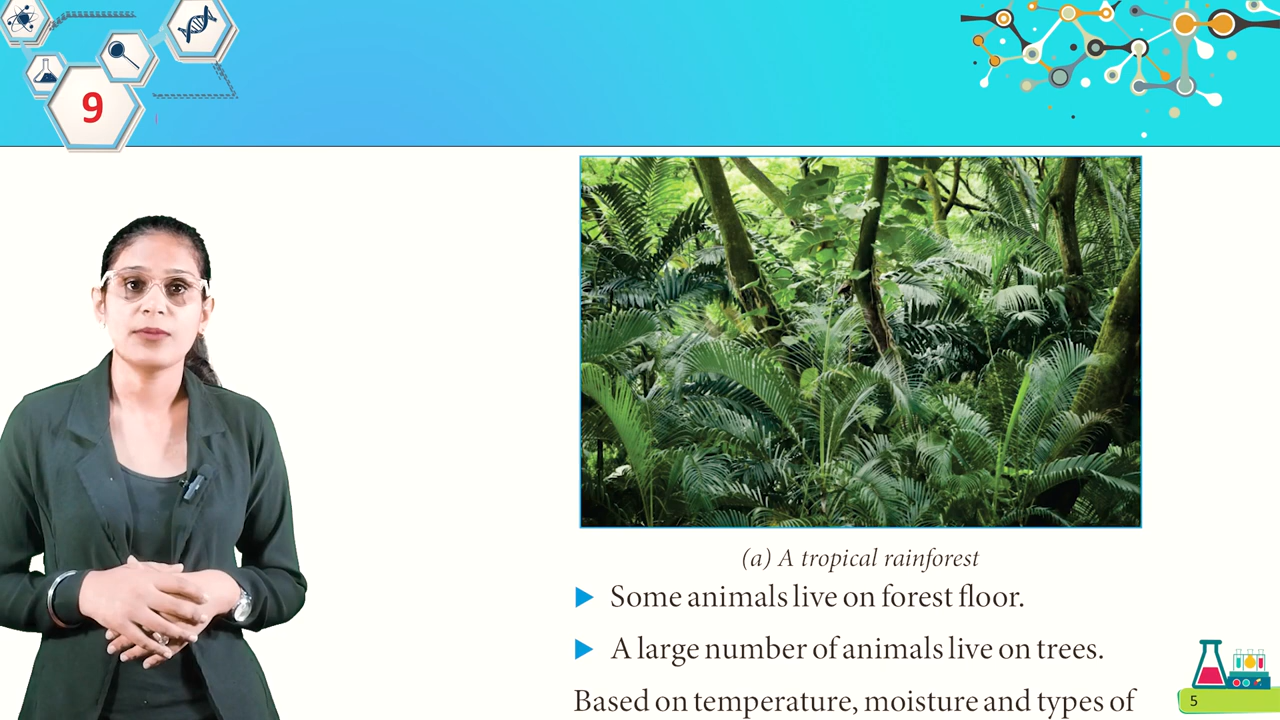 9
(a) A tropical rainforest
Some animals live on forest floor.
A large number of animals live on trees.
Based on temperature, moisture and types of
5